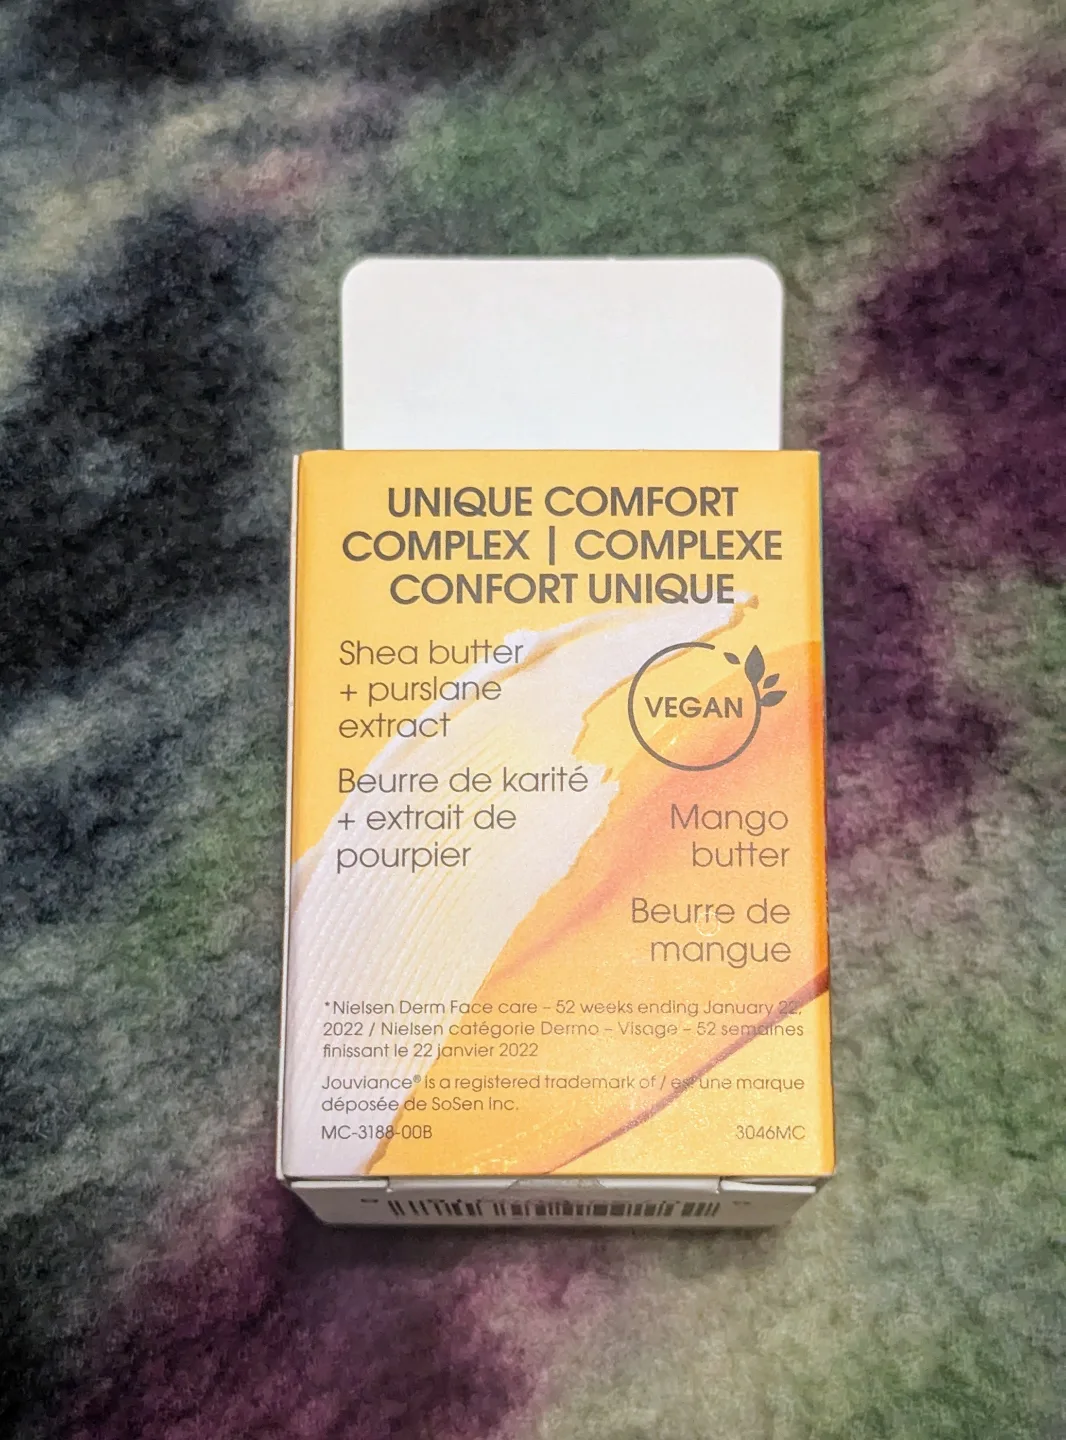 UNIQUE COMFORT
COMPLEX | COMPLEXE
CONFORT UNIQUE
Shea butter
+ purslane
extract
Beurre de karité
+ extrait de
pourpier
VEGAN
Mango
butter
Beurre de
mangue
*Nielsen Derm Face care – 52 weeks ending January 22,
2022 / Nielsen catégorie Dermo – Visage – 52 semaines
finissant le 22 janvier 2022
Jouviance® is a registered trademark of / est une marque
déposée de SoSen Inc.
MC-3188-00B
3046MC